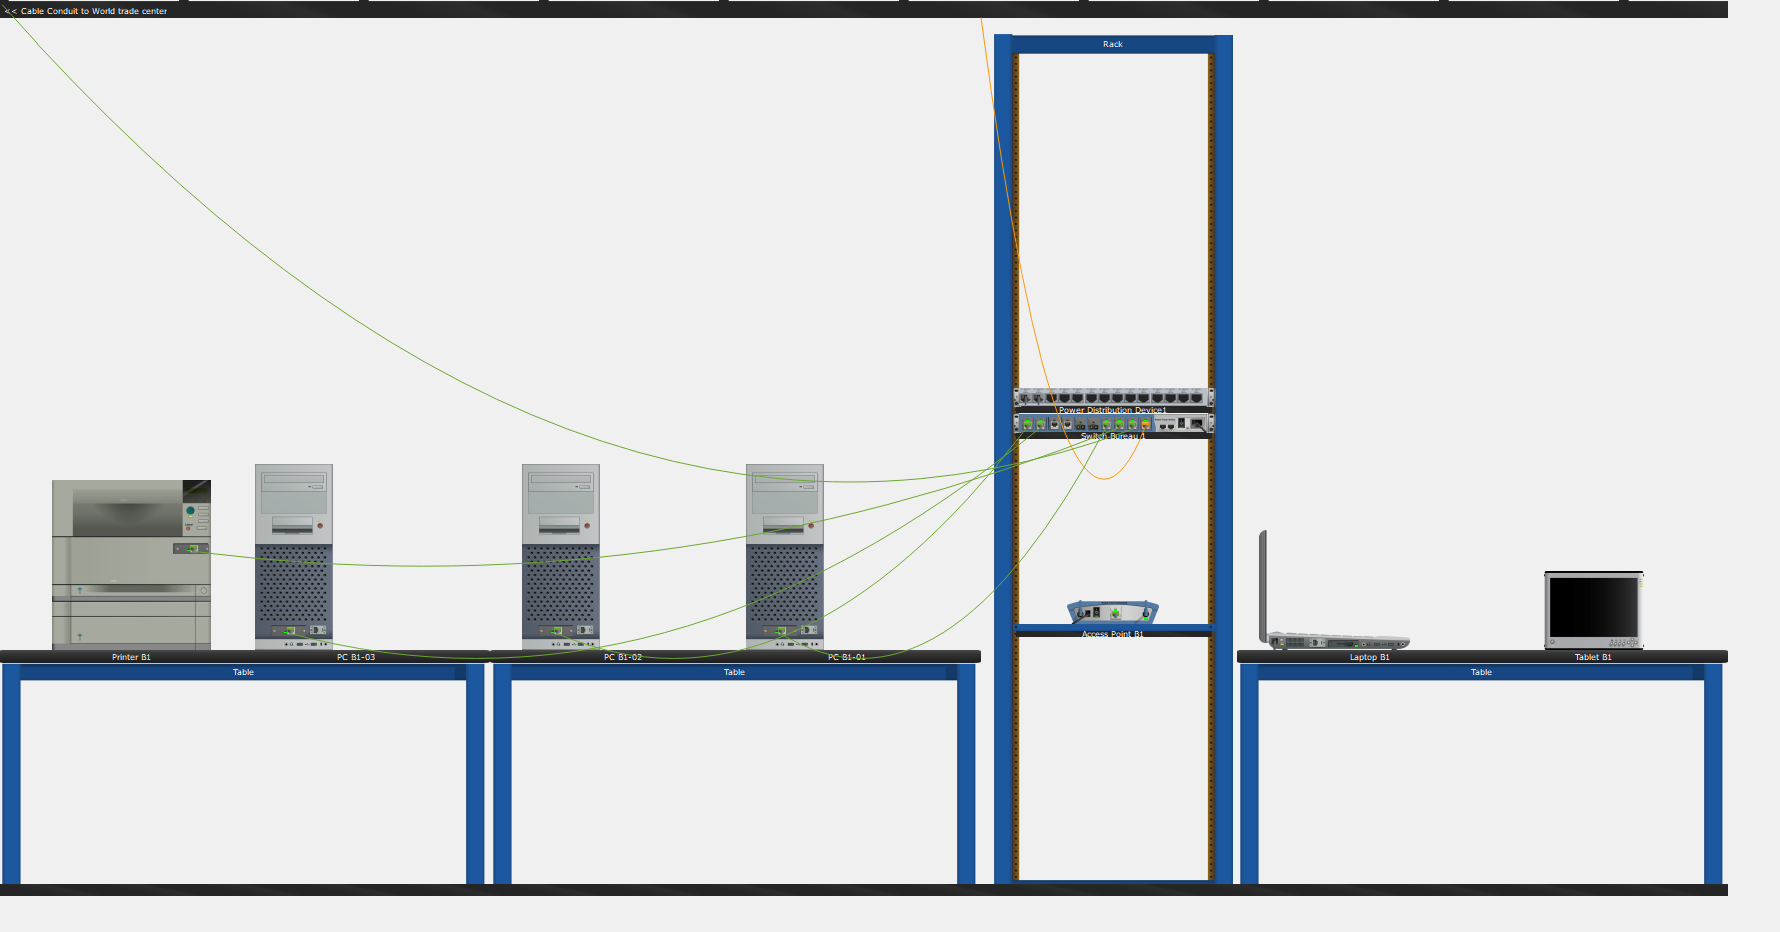 << Cable Conduit to World trade center
Rack
Power Distribution Device1
Switch Bureau 1
Access Point B1
Printer B1
PC B1-03
PC B1-02
PC B1-01
Laptop B1
Tablet B1
Table
Table
Table